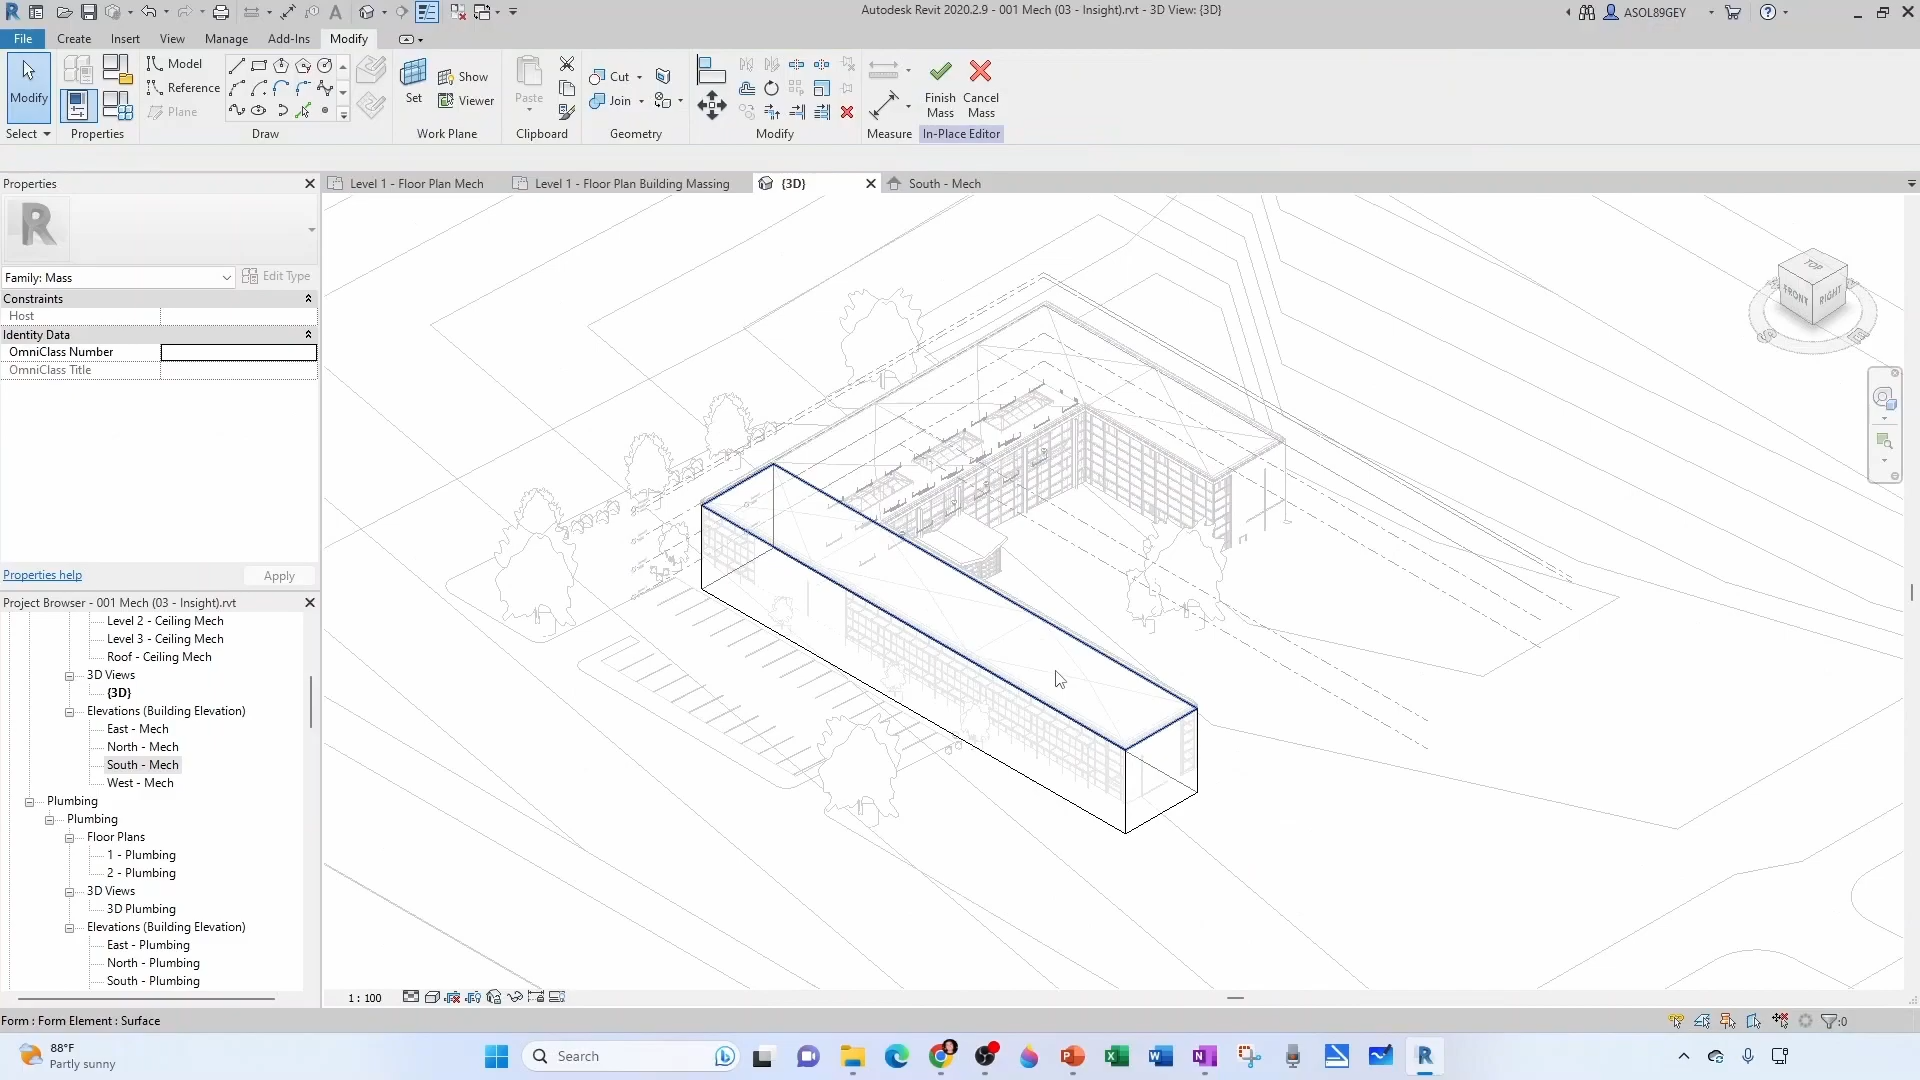 Autodesk Revit 2020.2.9 - 001 Mech (03 - Insight).rvt - 3D View: {3D}
ASOL89GEY
File
Create
Insert
View
Manage
Add-Ins
Modify
Modify
Select
Properties
Model
Reference
Plane
Draw
Set
Show
Viewer
Work Plane
Paste
Clipboard
Cut
Join
Geometry
Modify
Measure
Finish Mass
Cancel Mass
In-Place Editor
Properties
Level 1 - Floor Plan Mech
Level 1 - Floor Plan Building Massing
{3D}
South - Mech
Family: Mass
Edit Type
Constraints
Host
Identity Data
OmniClass Number
OmniClass Title
Properties help
Apply
TOP
FRONT
RIGHT
Project Browser - 001 Mech (03 - Insight).rvt
Level 2 - Ceiling Mech
Level 3 - Ceiling Mech
Roof - Ceiling Mech
3D Views
{3D}
Elevations (Building Elevation)
East - Mech
North - Mech
South - Mech
West - Mech
Plumbing
Plumbing
Floor Plans
1 - Plumbing
2 - Plumbing
3D Views
3D Plumbing
Elevations (Building Elevation)
East - Plumbing
North - Plumbing
South - Plumbing
1 : 100
Form : Form Element : Surface
:0
88°F
Partly sunny
Search